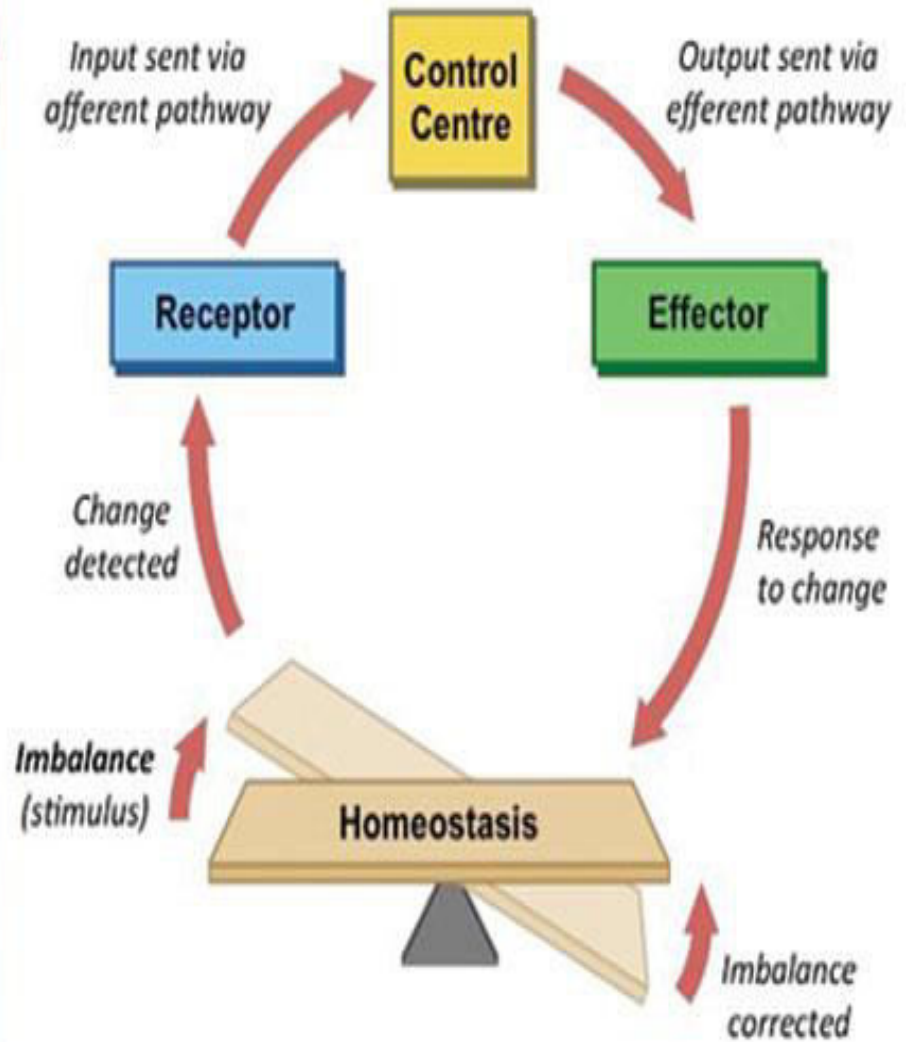 Input sent via
afferent pathway
Control
Centre
Output sent via
efferent pathway
Receptor
Effector
Change
detected
Response
to change
Imbalance
(stimulus)
Homeostasis
Imbalance
corrected